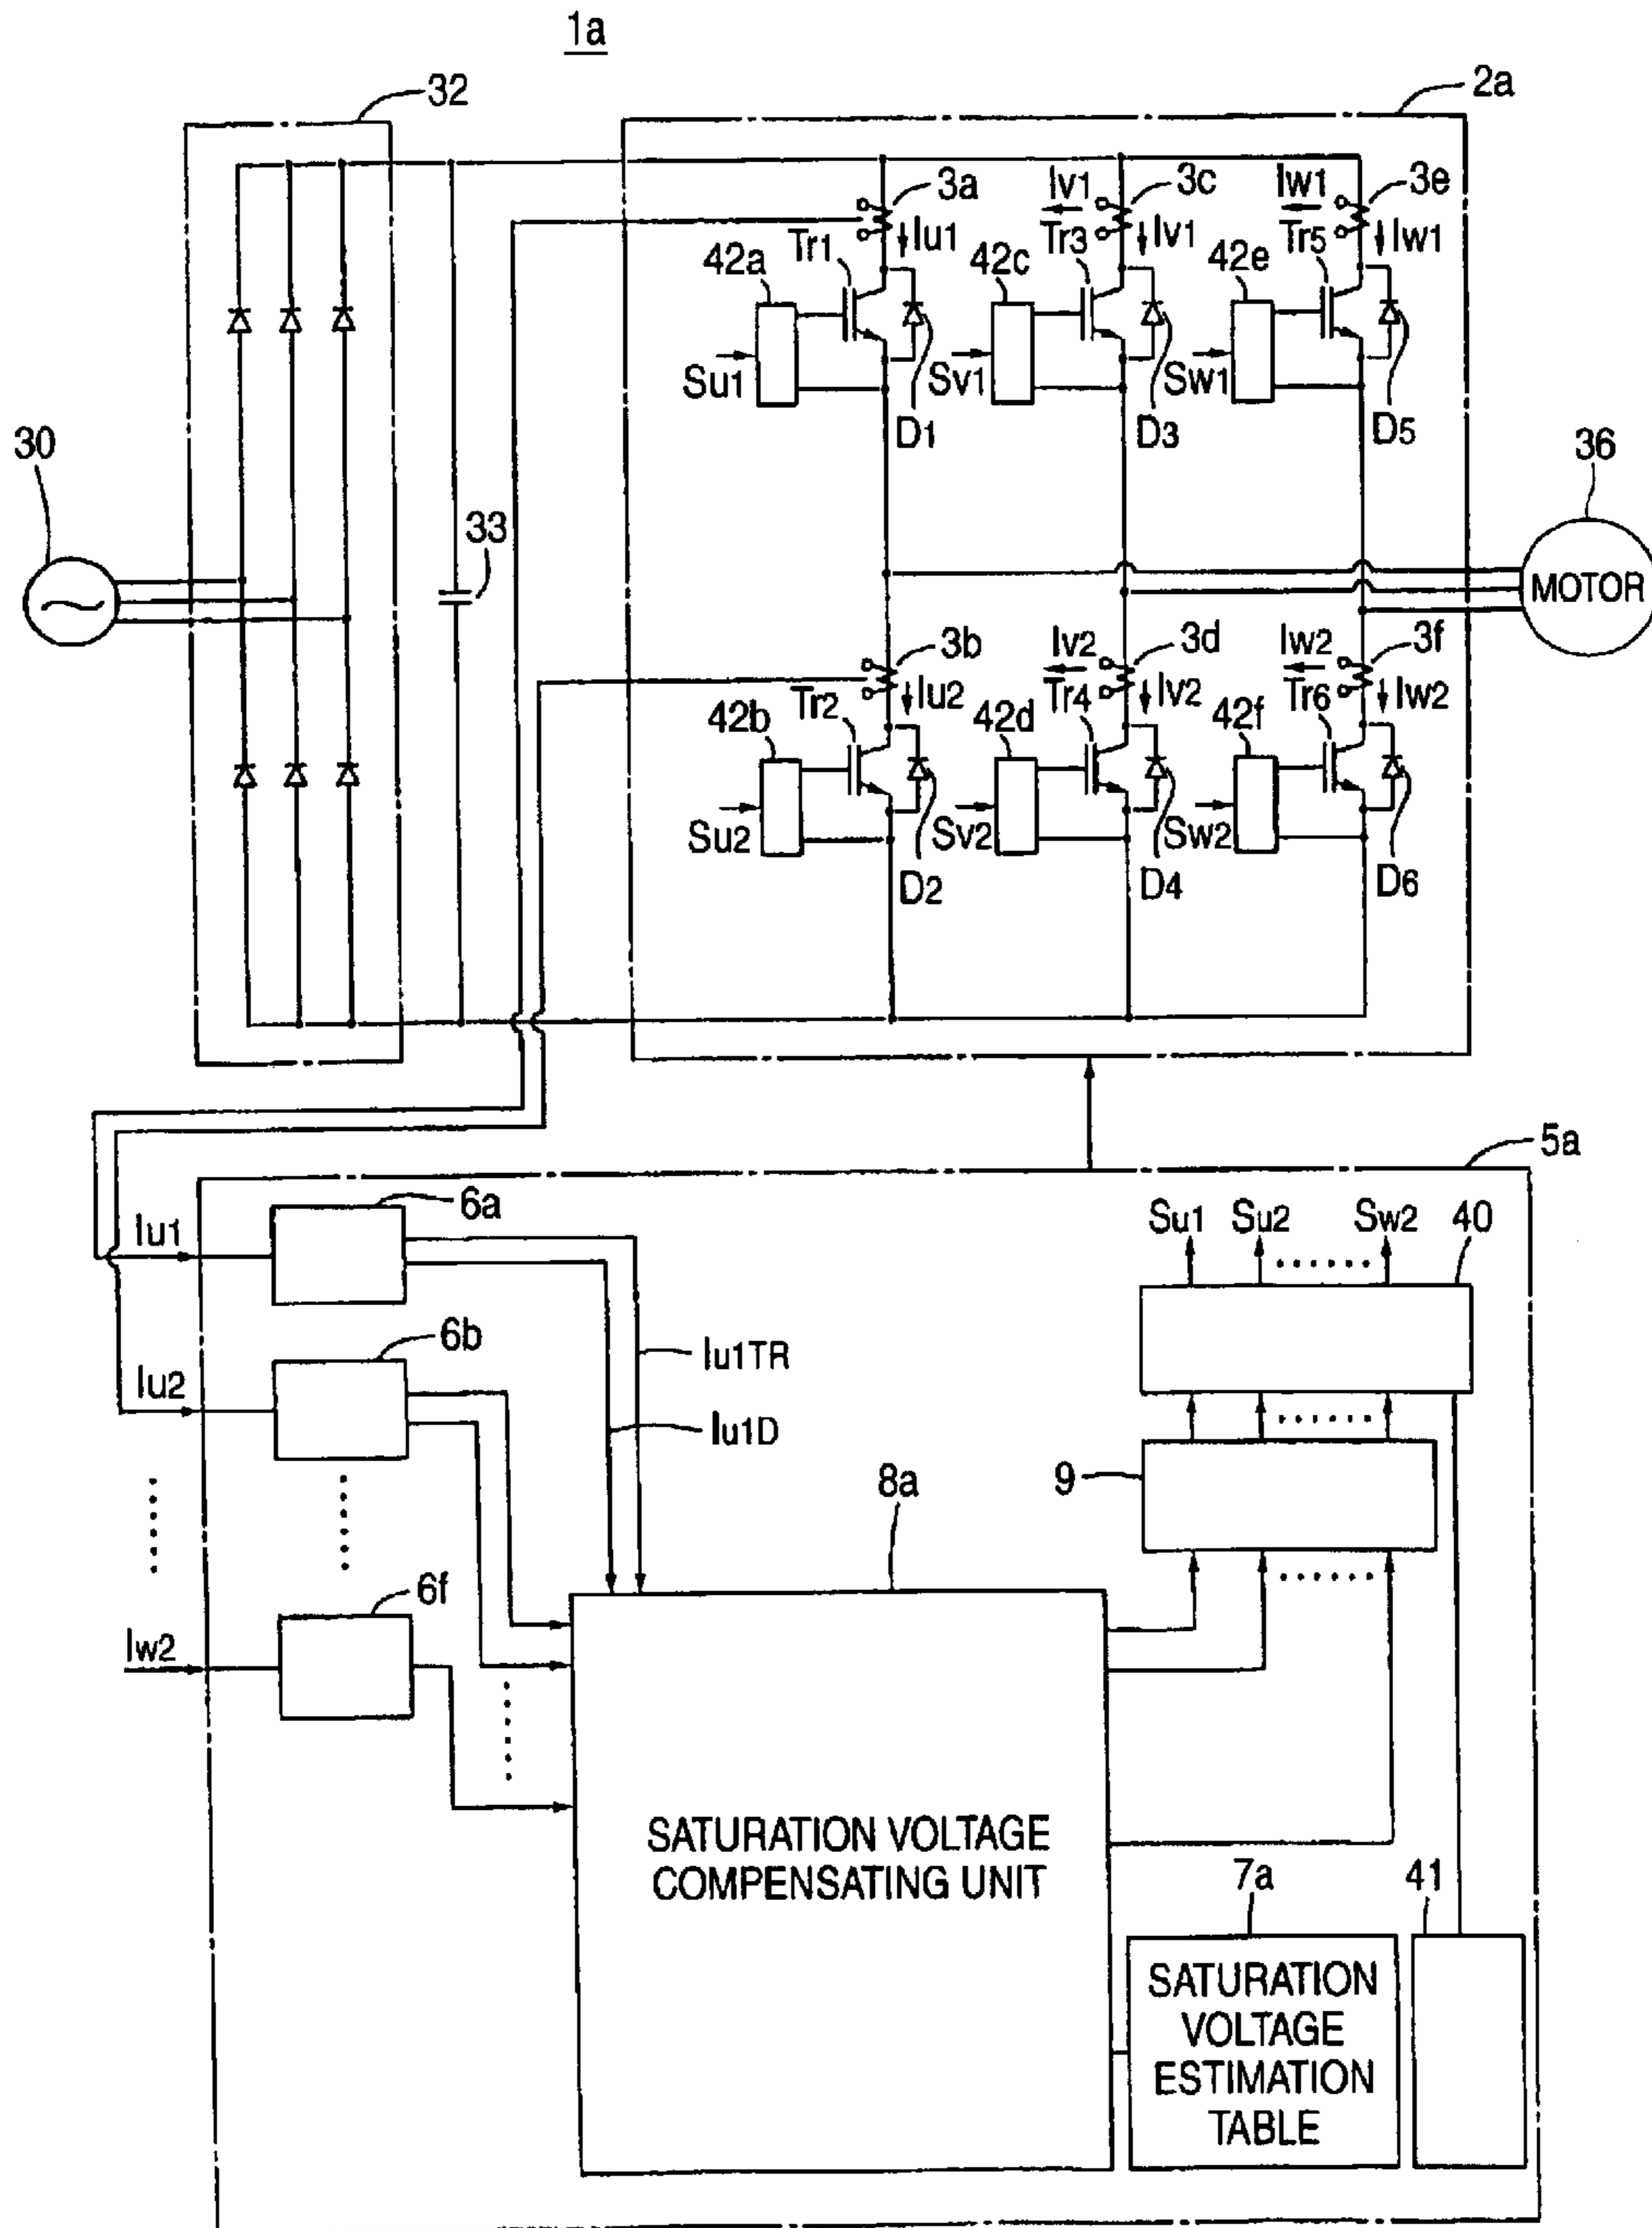 1a
32
2a
3a
Iv1
3c
Iw1
3e
Tr1
Iu1
Tr3
Iv1
Tr5
Iw1
42a
42c
42e
Su1
Sv1
Sw1
D1
D3
D5
30
33
36
MOTOR
3b
Iv2
3d
Iw2
3f
Tr2
Iu2
Tr4
Iv2
Tr6
Iw2
42b
42d
42f
Su2
Sv2
Sw2
D2
D4
D6
5a
6a
Iu1
Su1
Su2
Sw2
40
6b
Iu1TR
Iu2
Iu1D
9
8a
6f
Iw2
SATURATION VOLTAGE
COMPENSATING UNIT
7a
41
SATURATION
VOLTAGE
ESTIMATION
TABLE